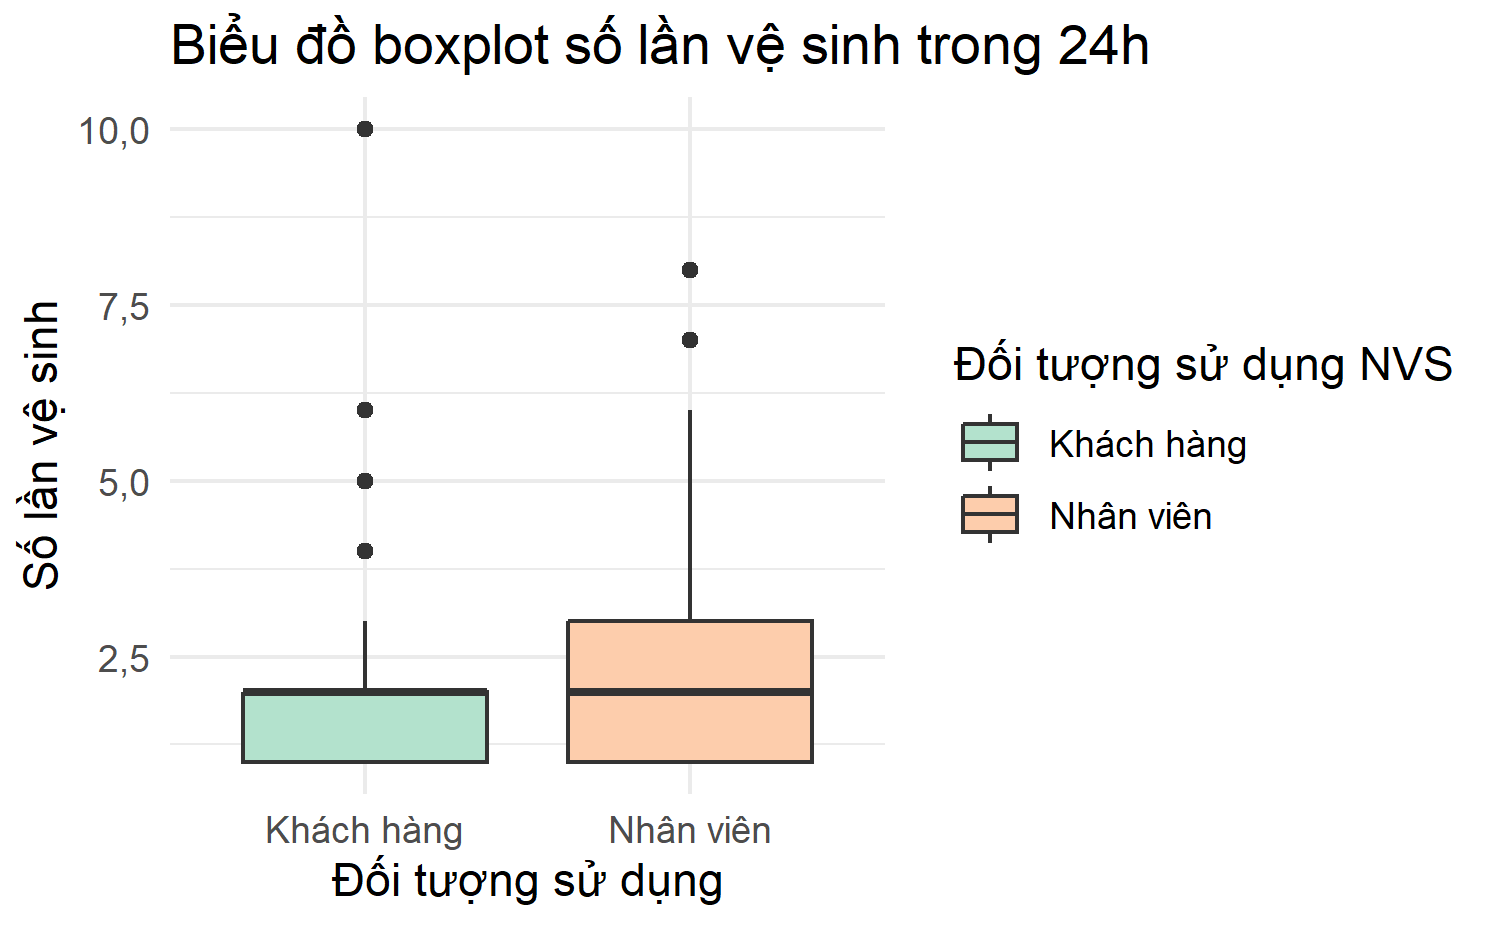 Biểu đồ boxplot số lần vệ sinh trong 24h
Số lần vệ sinh
10,0
7,5
5,0
2,5
Khách hàng
Nhân viên
Đối tượng sử dụng
Đối tượng sử dụng NVS
Khách hàng
Nhân viên